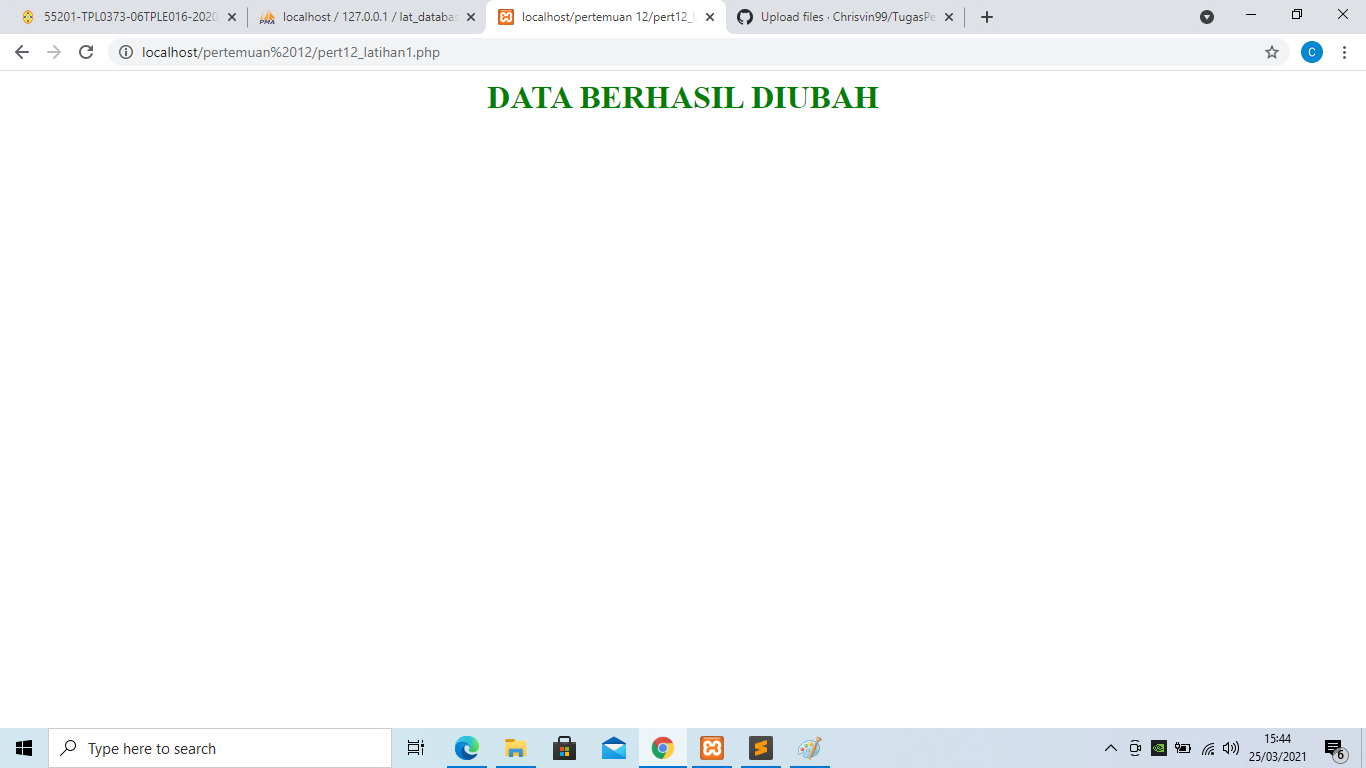 55201-TPL0373-06TPLE016-2020
localhost / 127.0.0.1 / lat_databas
localhost/pertemuan 12/pert12_l
Upload files · Chrisvin99/TugasPe
localhost/pertemuan%2012/pert12_latihan1.php
C
DATA BERHASIL DIUBAH
Type here to search
15:44
25/03/2021
6